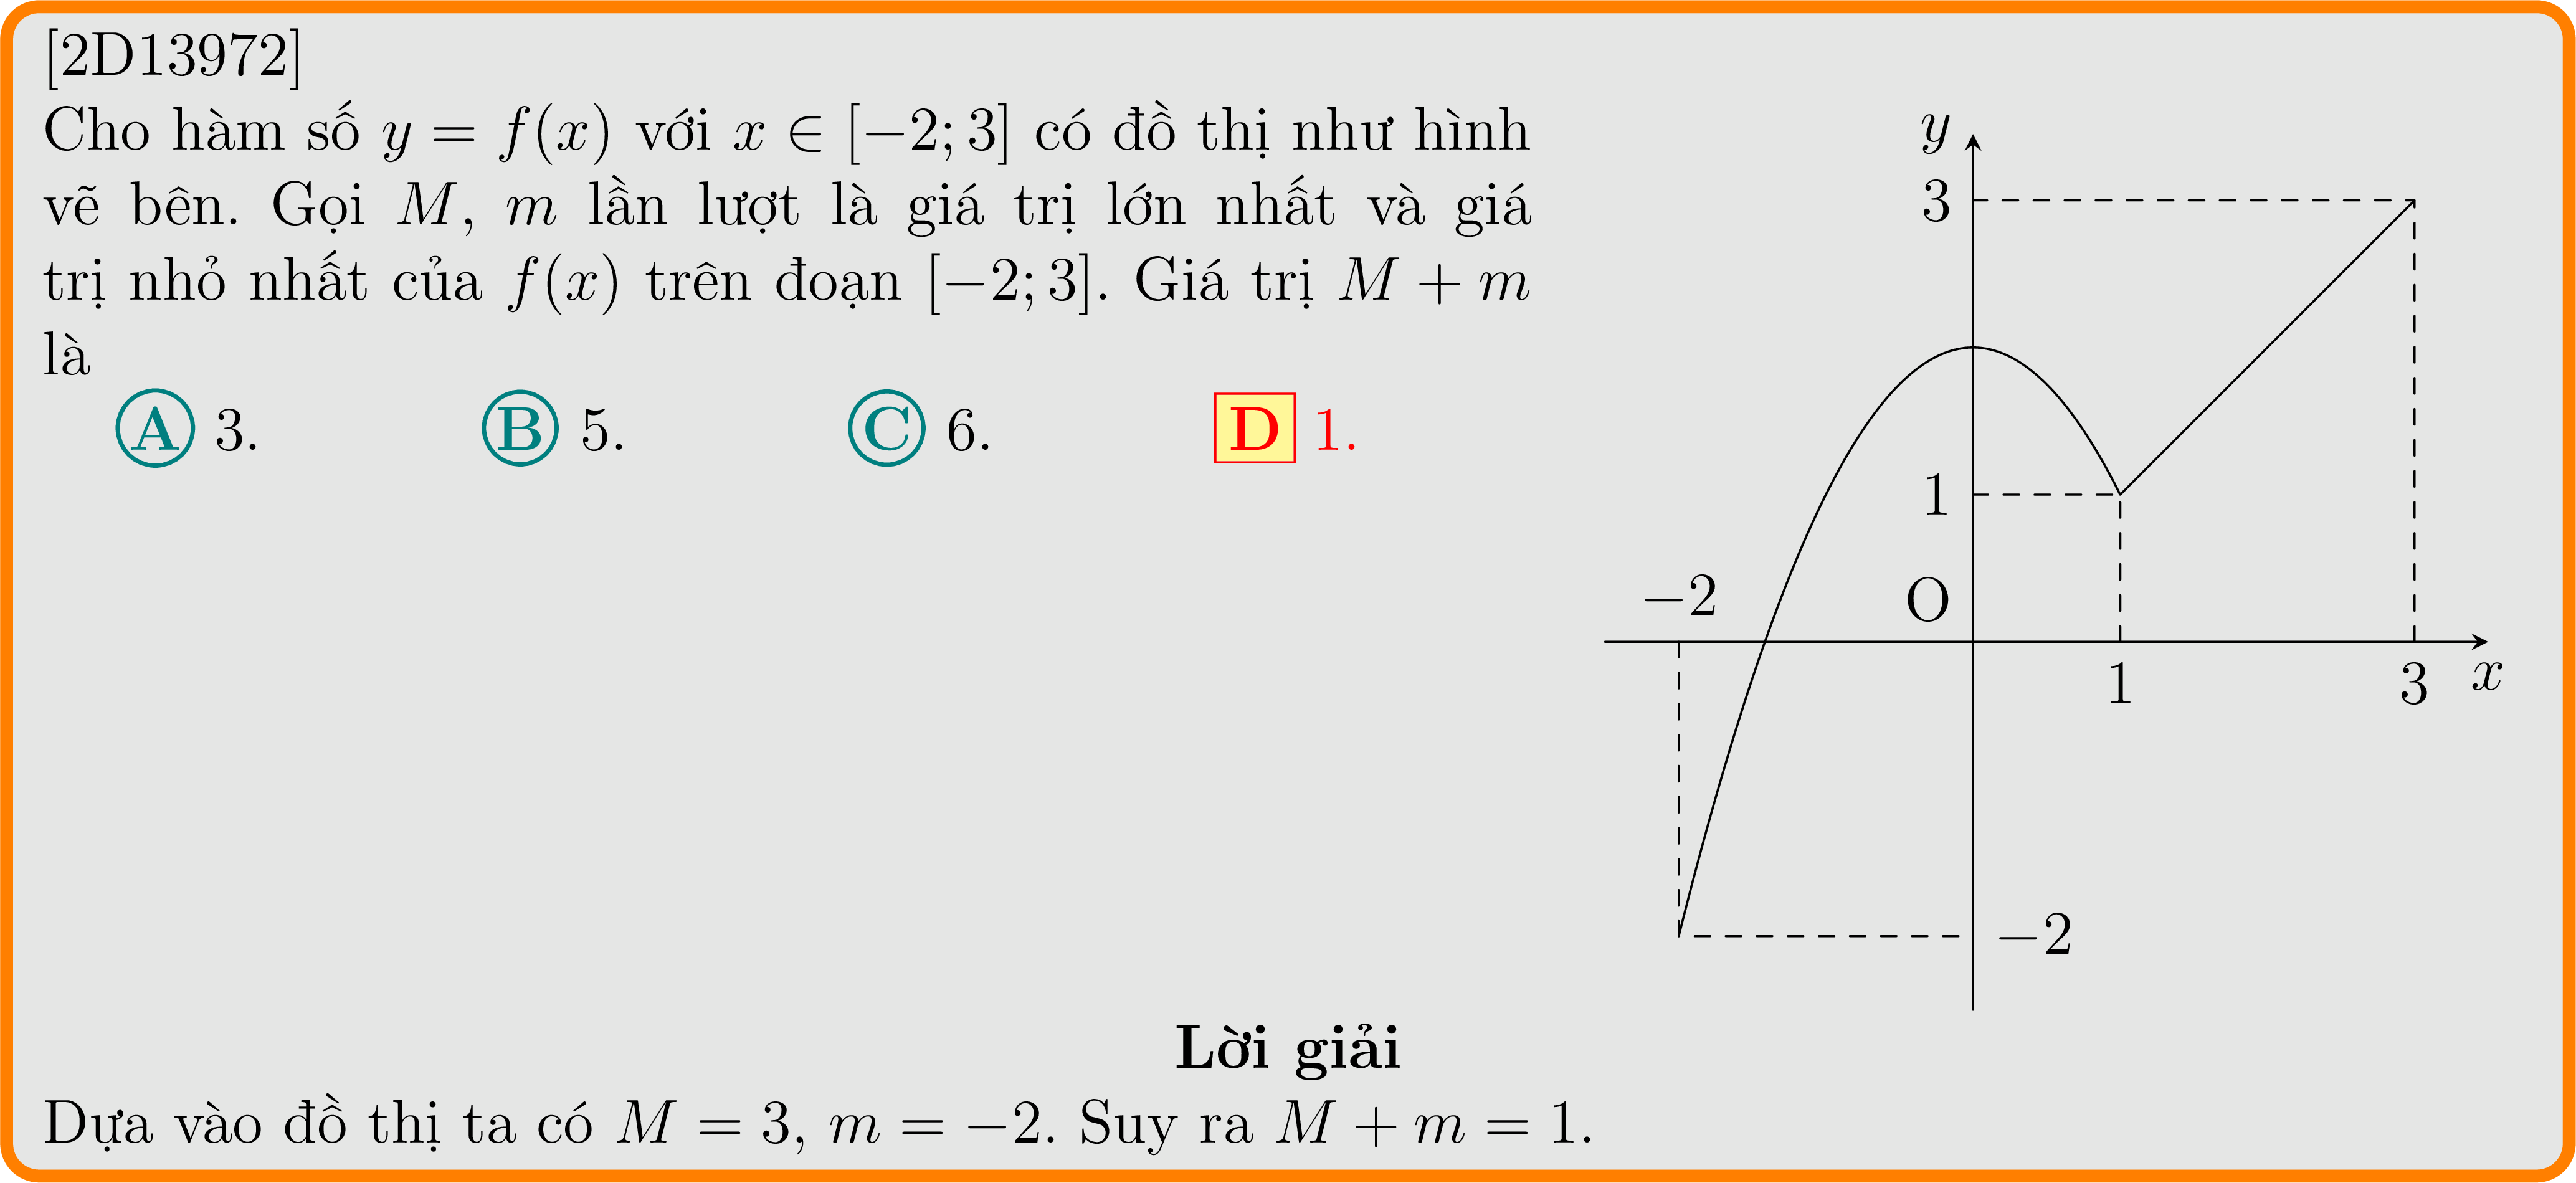 [2D13972]
Cho hàm số y = f(x) với x ∈ [−2; 3] có đồ thị như hình
vẽ bên. Gọi M, m lần lượt là giá trị lớn nhất và giá
trị nhỏ nhất của f(x) trên đoạn [−2; 3]. Giá trị M + m
là
A 3. B 5. C 6. D 1.
y
3
1
−2
O
1
3
x
−2
Lời giải
Dựa vào đồ thị ta có M = 3, m = −2. Suy ra M + m = 1.